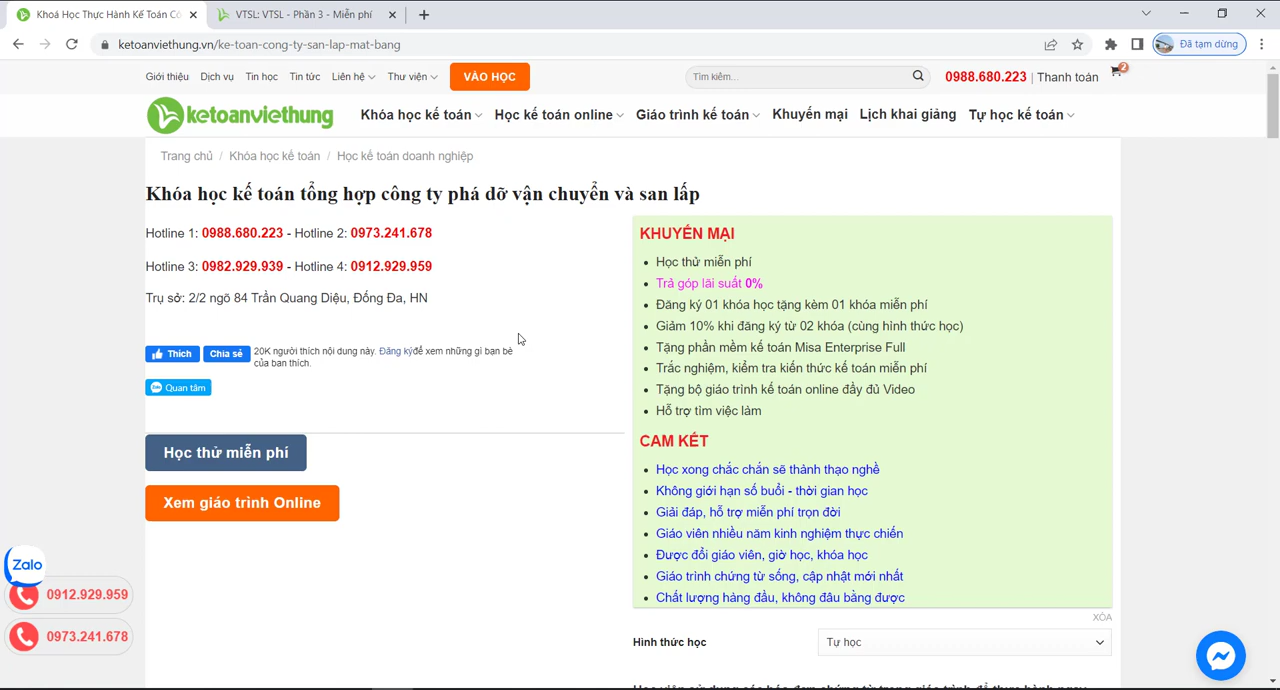 Khoá Học Thực Hành Kế Toán Cô
VTSL: VTSL - Phần 3 - Miễn phí
ketoanviethung.vn/ke-toan-cong-ty-san-lap-mat-bang
Đã tạm dừng
Giới thiệu
Dịch vụ
Tin học
Tin tức
Liên hệ
Thư viện
VÀO HỌC
Tìm kiếm...
0988.680.223 | Thanh toán
2
ketoanviethung
Khóa học kế toán
Học kế toán online
Giáo trình kế toán
Khuyến mại
Lịch khai giảng
Tự học kế toán
Trang chủ / Khóa học kế toán / Học kế toán doanh nghiệp
Khóa học kế toán tổng hợp công ty phá dỡ vận chuyển và san lấp
Hotline 1: 0988.680.223 - Hotline 2: 0973.241.678
Hotline 3: 0982.929.939 - Hotline 4: 0912.929.959
Trụ sở: 2/2 ngõ 84 Trần Quang Diệu, Đống Đa, HN
Thích
Chia sẻ
20K người thích nội dung này. Đăng kýđể xem những gì bạn bè
của bạn thích.
Zalo
Quan tâm
Học thử miễn phí
Xem giáo trình Online
KHUYẾN MẠI
Học thử miễn phí
Trả góp lãi suất 0%
Đăng ký 01 khóa học tặng kèm 01 khóa miễn phí
Giảm 10% khi đăng ký từ 02 khóa (cùng hình thức học)
Tặng phần mềm kế toán Misa Enterprise Full
Trắc nghiệm, kiểm tra kiến thức kế toán miễn phí
Tặng bộ giáo trình kế toán online đầy đủ Video
Hỗ trợ tìm việc làm
CAM KẾT
Học xong chắc chắn sẽ thành thạo nghề
Không giới hạn số buổi - thời gian học
Giải đáp, hỗ trợ miễn phí trọn đời
Giáo viên nhiều năm kinh nghiệm thực chiến
Được đổi giáo viên, giờ học, khóa học
Giáo trình chứng từ sống, cập nhật mới nhất
Chất lượng hàng đầu, không đâu bằng được
XÓA
Hình thức học
Tự học
Zalo
0912.929.959
0973.241.678